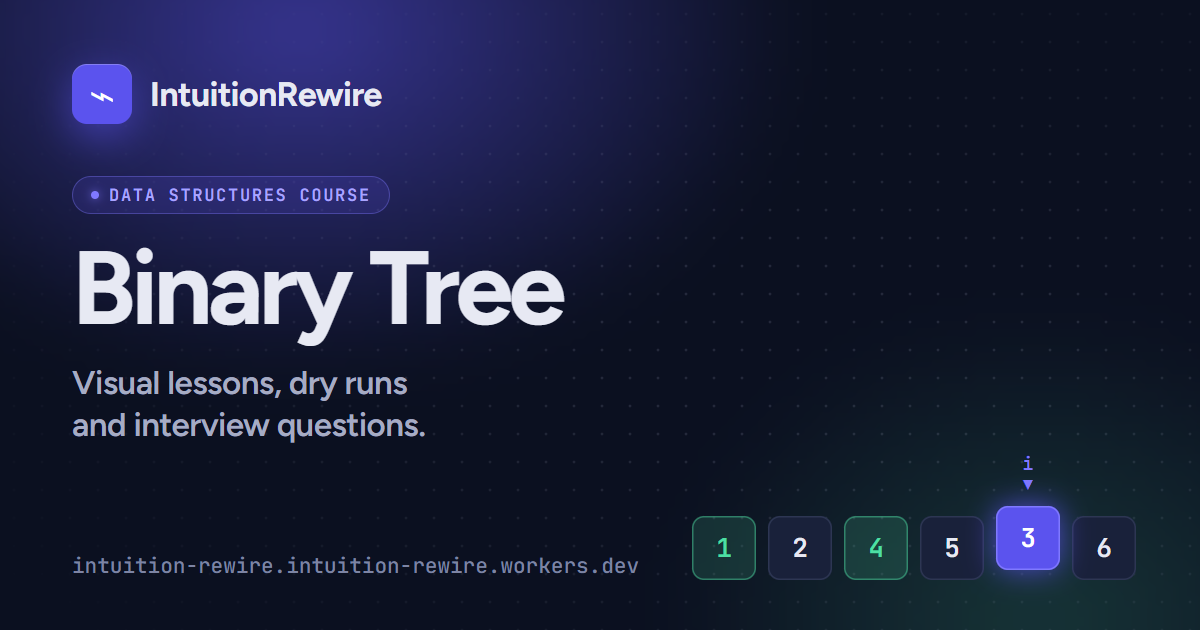 IntuitionRewire
DATA STRUCTURES COURSE
Binary Tree
Visual lessons, dry runs
and interview questions.
i
1 2 4 5 3 6
intuition-rewire.intuition-rewire.workers.dev